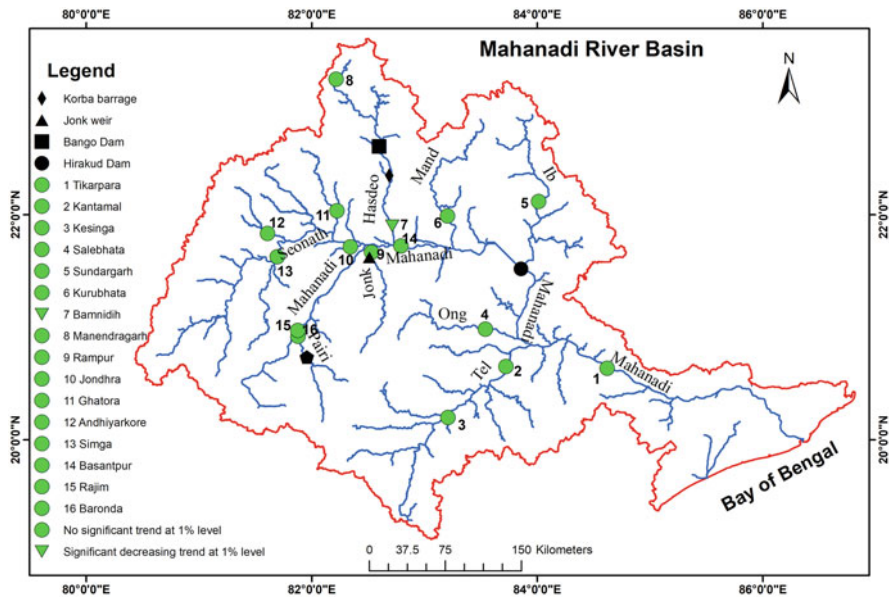 Mahanadi River Basin
N
Legend
Korba barrage
Jonk weir
Bango Dam
Hirakud Dam
1 Tikarpara
2 Kantamal
3 Kesinga
4 Salebhata
5 Sundargarh
6 Kurubhata
7 Bamnidih
8 Manendragarh
9 Rampur
10 Jondhra
11 Ghatora
12 Andhiyarkore
13 Simga
14 Basantpur
15 Rajim
16 Baronda
No significant trend at 1% level
Significant decreasing trend at 1% level
8
Mand
Ib
5
Hasdeo
6
11
12
7
14
Seonath
10
9
Mahanadi
13
Mahanadi
Jonk
Mahanadi
Ong
4
15
16
Pairi
Tel
2
1
Mahanadi
3
Bay of Bengal
0 37.5 75 150 Kilometers
80°0'0"E 82°0'0"E 84°0'0"E 86°0'0"E
80°0'0"E 82°0'0"E 84°0'0"E 86°0'0"E
22°0'0"N
20°0'0"N
22°0'0"N
20°0'0"N